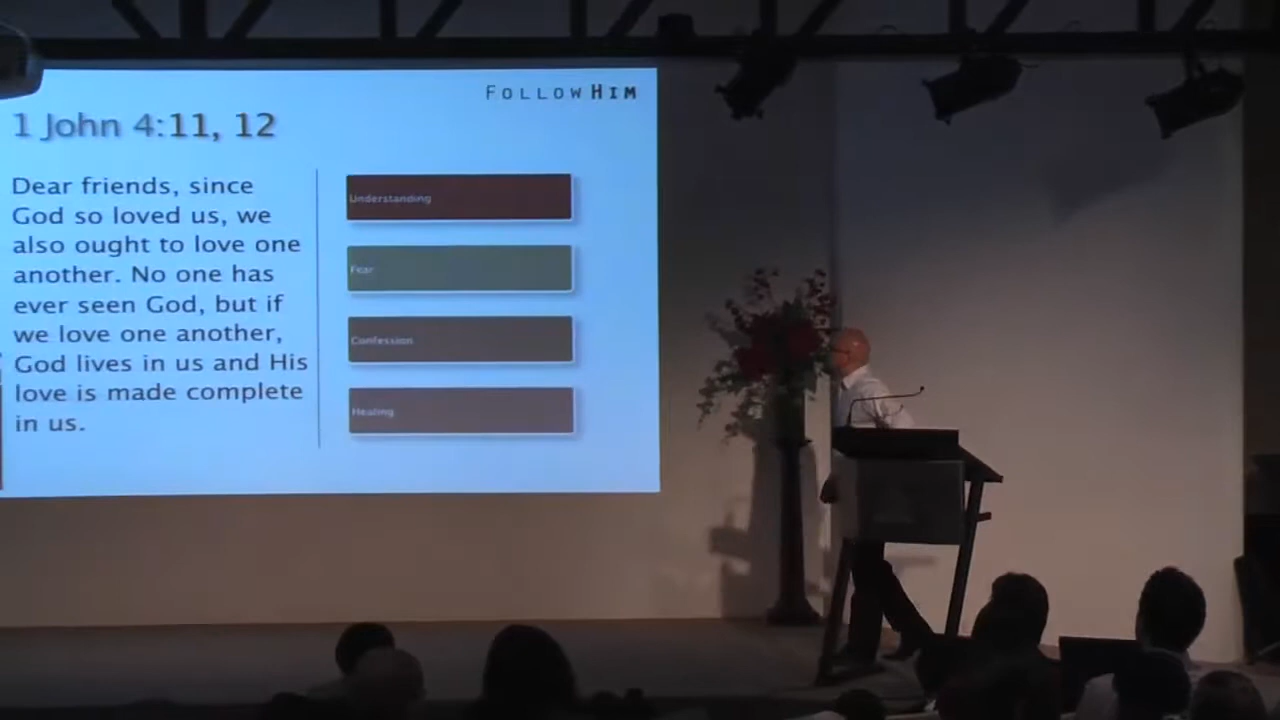 FOLLOWHIM
1 John 4:11, 12
Dear friends, since
God so loved us, we
also ought to love one
another. No one has
ever seen God, but if
we love one another,
God lives in us and His
love is made complete
in us.
Understanding
Fear
Confession
Healing